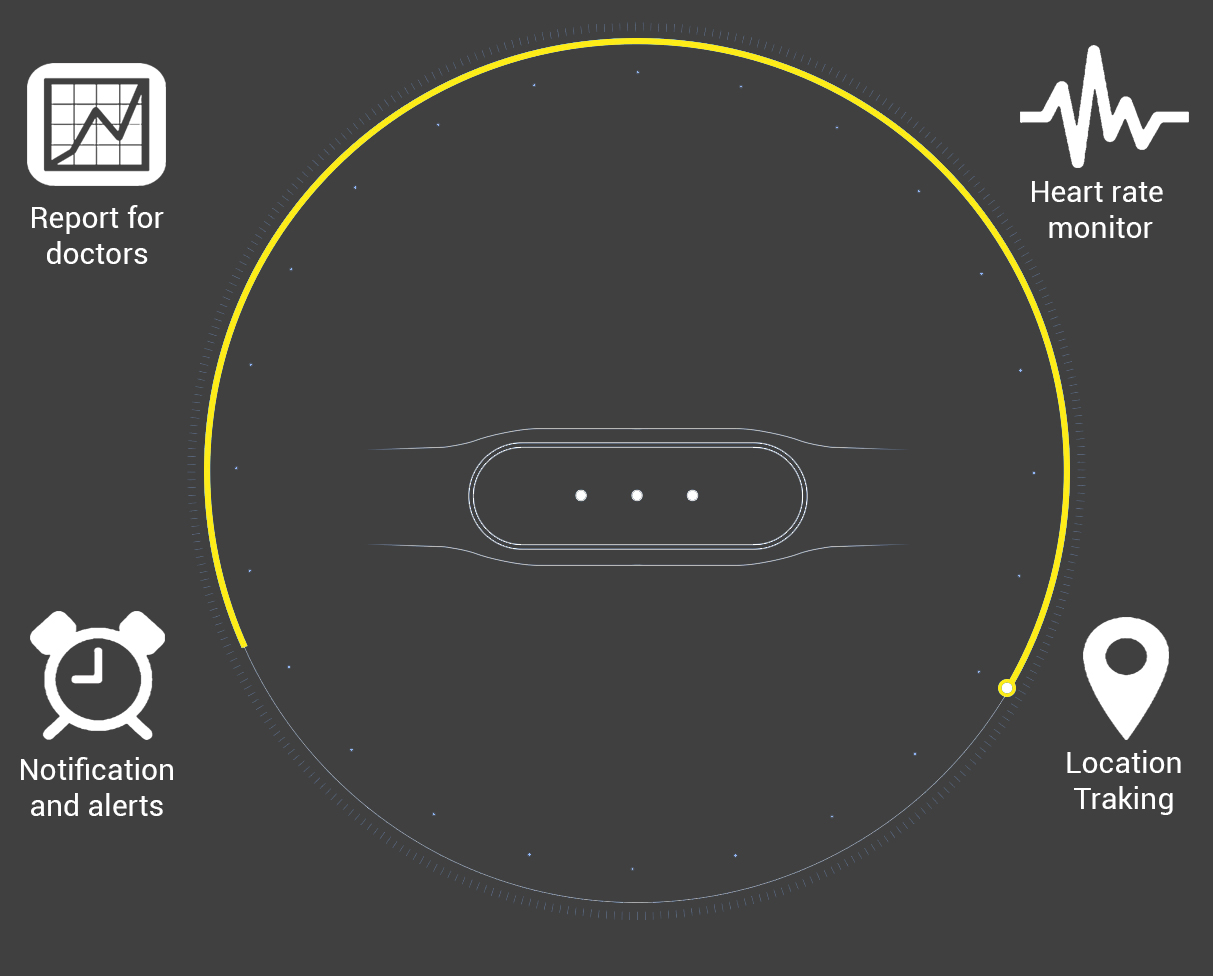 Report for
doctors
Heart rate
monitor
Notification
and alerts
Location
Traking